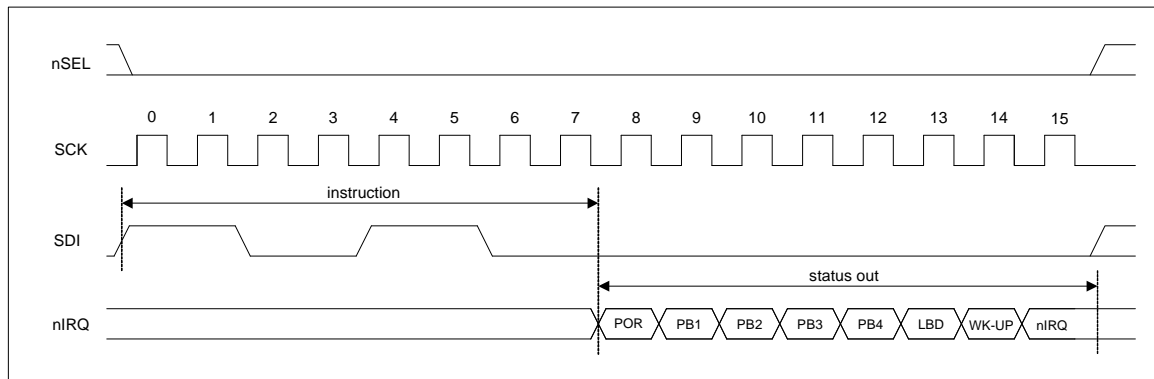 nSEL
0 1 2 3 4 5 6 7 8 9 10 11 12 13 14 15
SCK
instruction
SDI
status out
nIRQ POR PB1 PB2 PB3 PB4 LBD WK-UP nIRQ